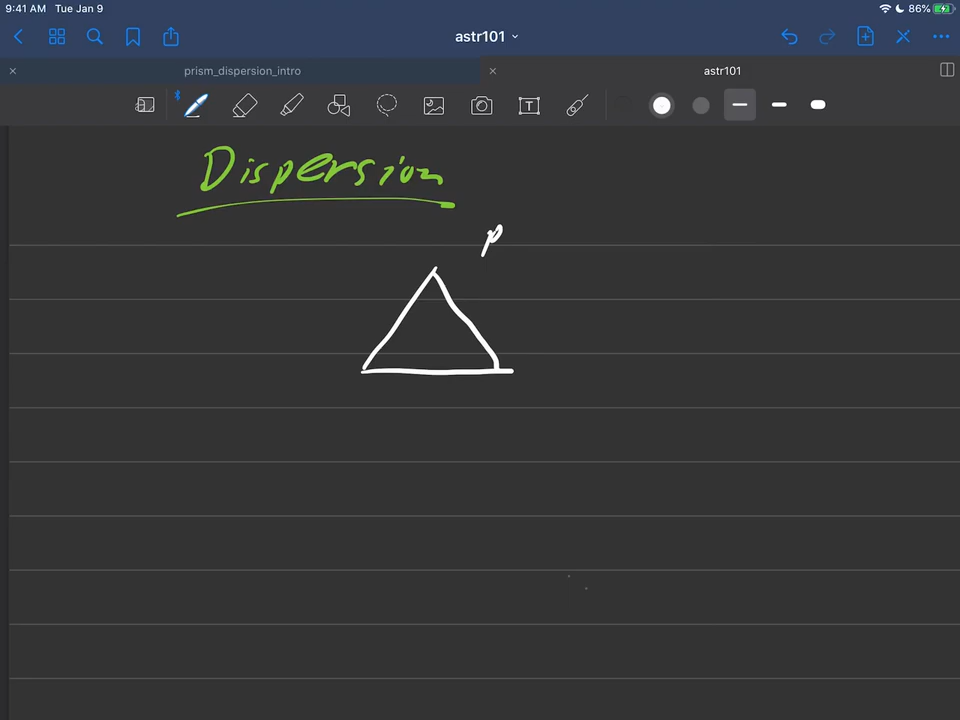 9:41 AM Tue Jan 9 86%
astr101
prism_dispersion_intro astr101
T
Dispersion
p